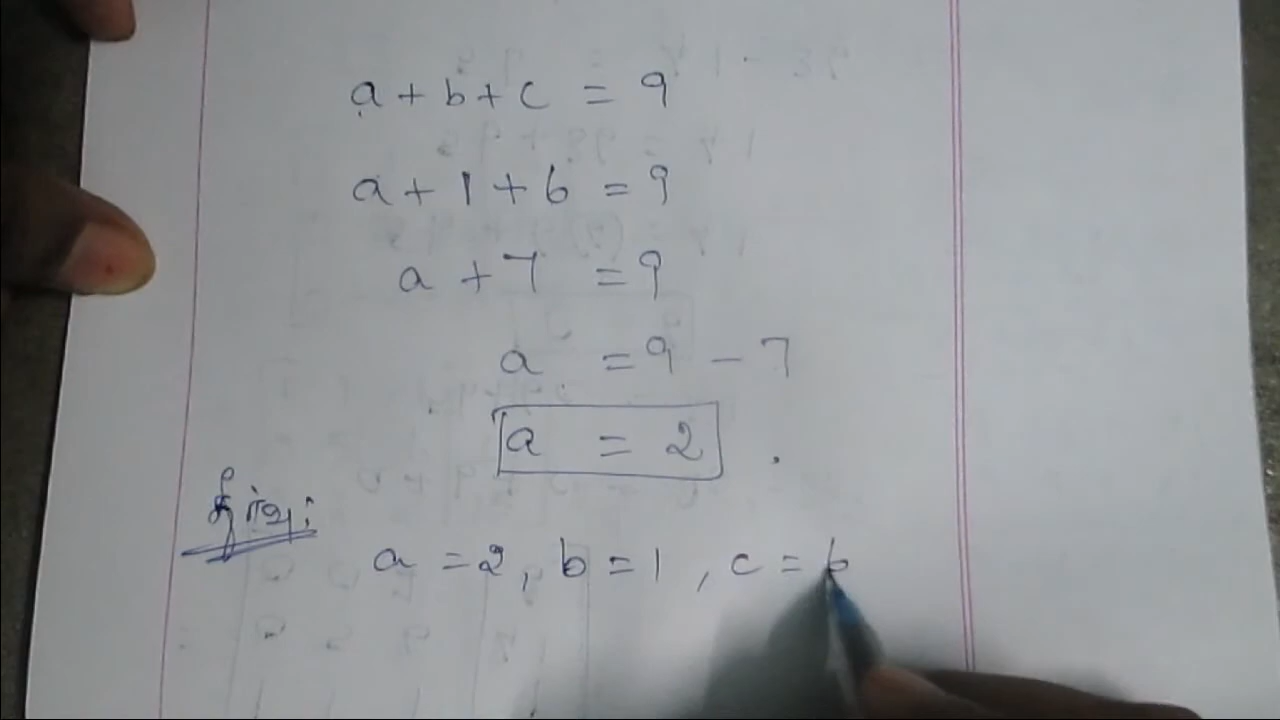 a + b + c = 9
a + 1 + 6 = 9
a + 7 = 9
a = 9 - 7
a = 2
தீர்வு:
a = 2, b = 1, c = 6